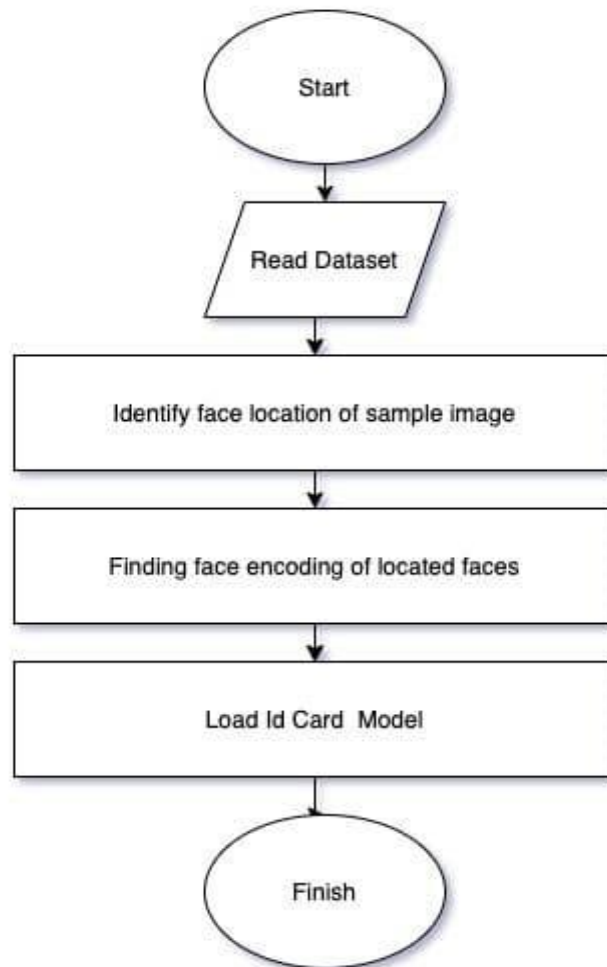 Start
Read Dataset
Identify face location of sample image
Finding face encoding of located faces
Load Id Card  Model
Finish